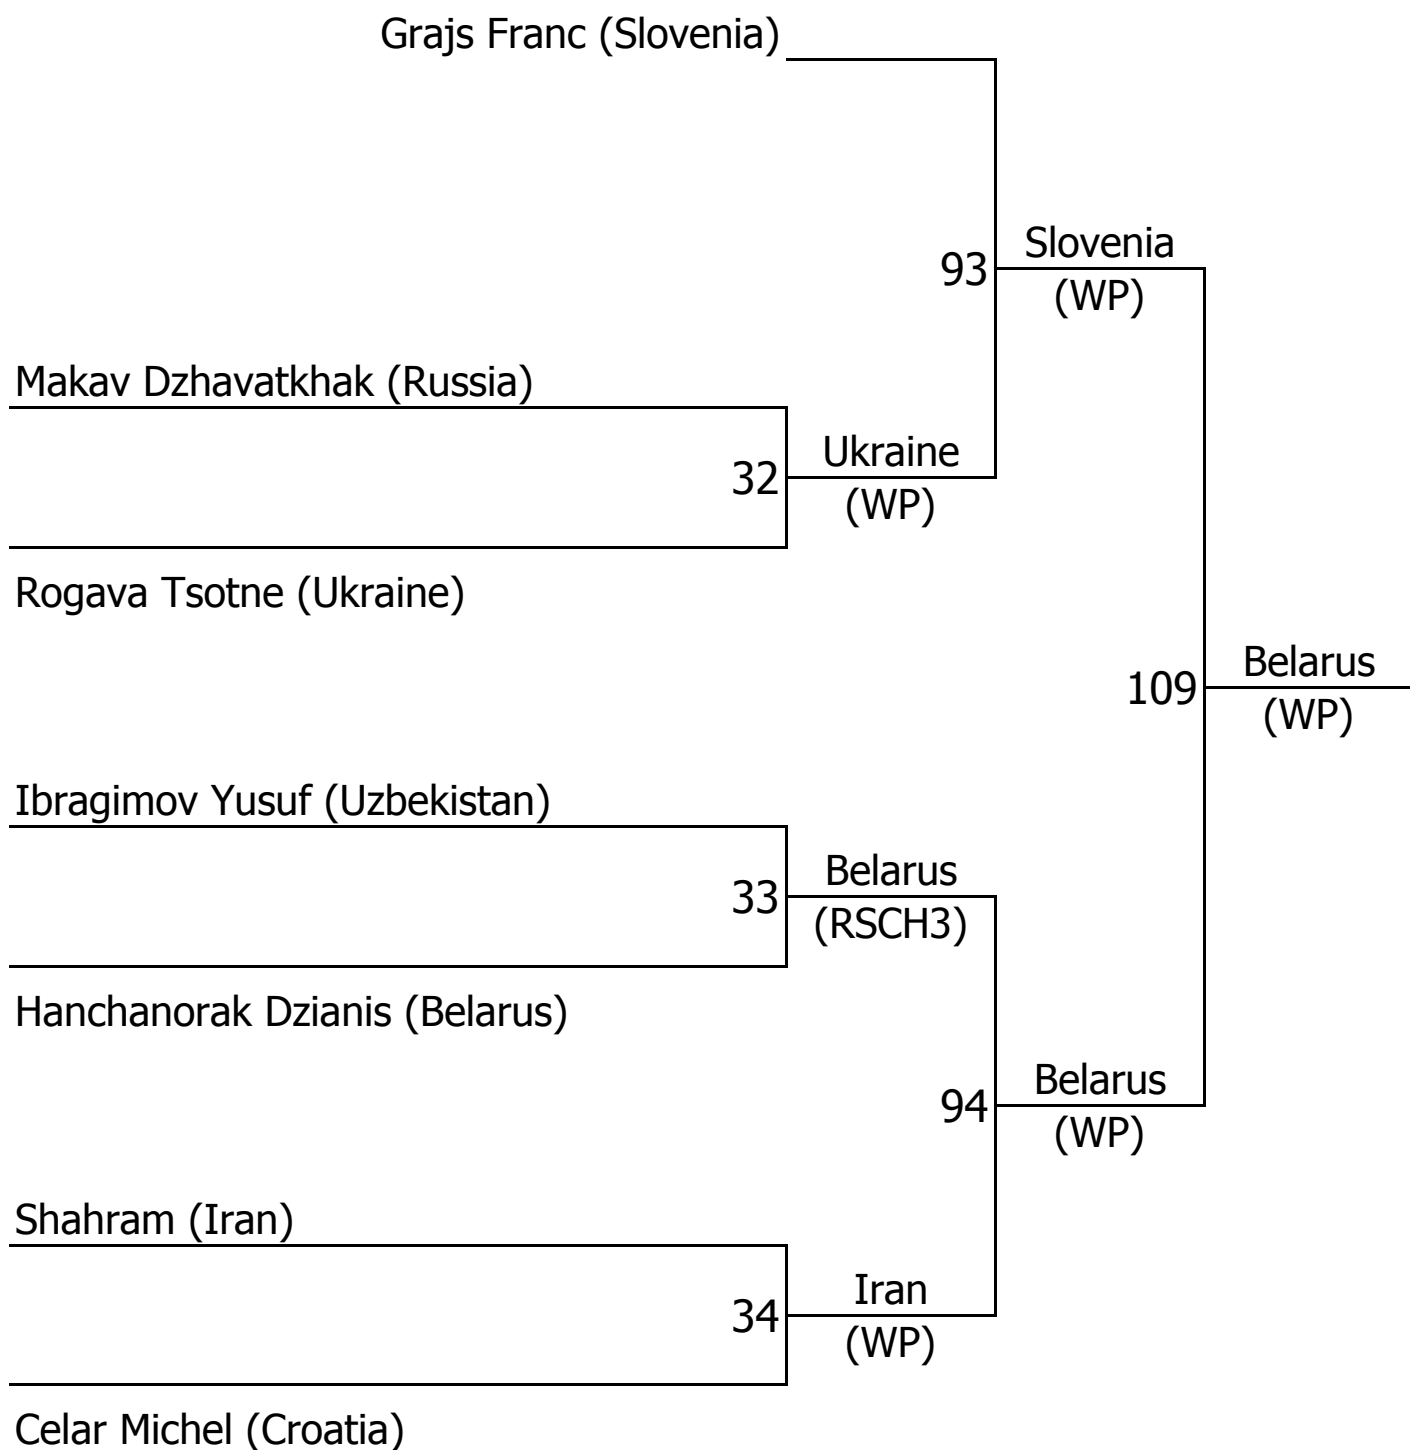 Grajs Franc (Slovenia)
93
Slovenia
(WP)
Makav Dzhavatkhak (Russia)
32
Ukraine
(WP)
Rogava Tsotne (Ukraine)
109
Belarus
(WP)
Ibragimov Yusuf (Uzbekistan)
33
Belarus
(RSCH3)
Hanchanorak Dzianis (Belarus)
94
Belarus
(WP)
Shahram (Iran)
34
Iran
(WP)
Celar Michel (Croatia)